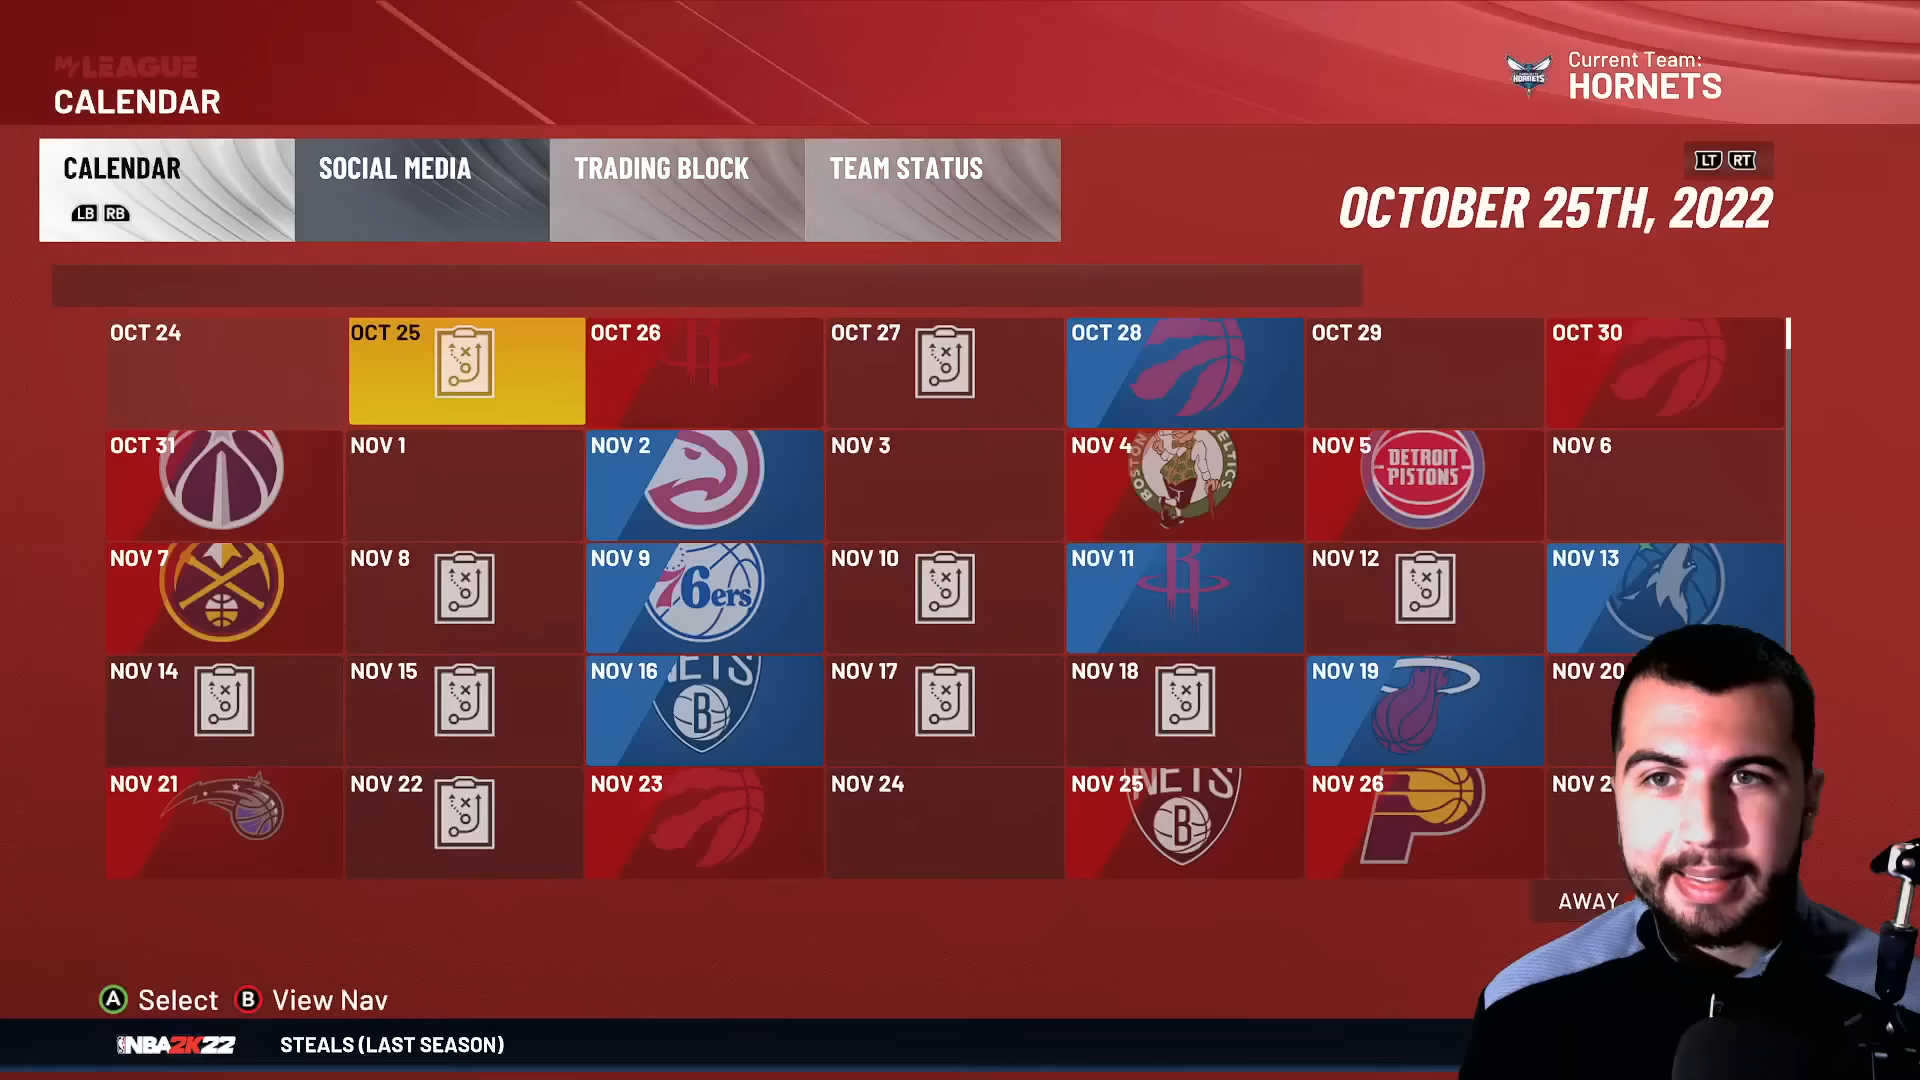 MyLEAGUE
CALENDAR
Current Team:
HORNETS
HORNETS
CALENDAR
LB RB
SOCIAL MEDIA
TRADING BLOCK
TEAM STATUS
LT RT
OCTOBER 25TH, 2022
OCT 24
OCT 25
OCT 26
OCT 27
OCT 28
OCT 29
OCT 30
OCT 31
NOV 1
NOV 2
NOV 3
NOV 4
BOSTON CELTICS
NOV 5
DETROIT
PISTONS
NOV 6
NOV 7
NOV 8
NOV 9
76ers
NOV 10
NOV 11
R
NOV 12
NOV 13
NOV 14
NOV 15
NOV 16
NETS
B
NOV 17
NOV 18
NOV 19
NOV 20
NOV 21
NOV 22
NOV 23
NOV 24
NOV 25
NETS
B
NOV 26
NOV 2
AWAY
A Select B View Nav
NBA2K22
STEALS (LAST SEASON)